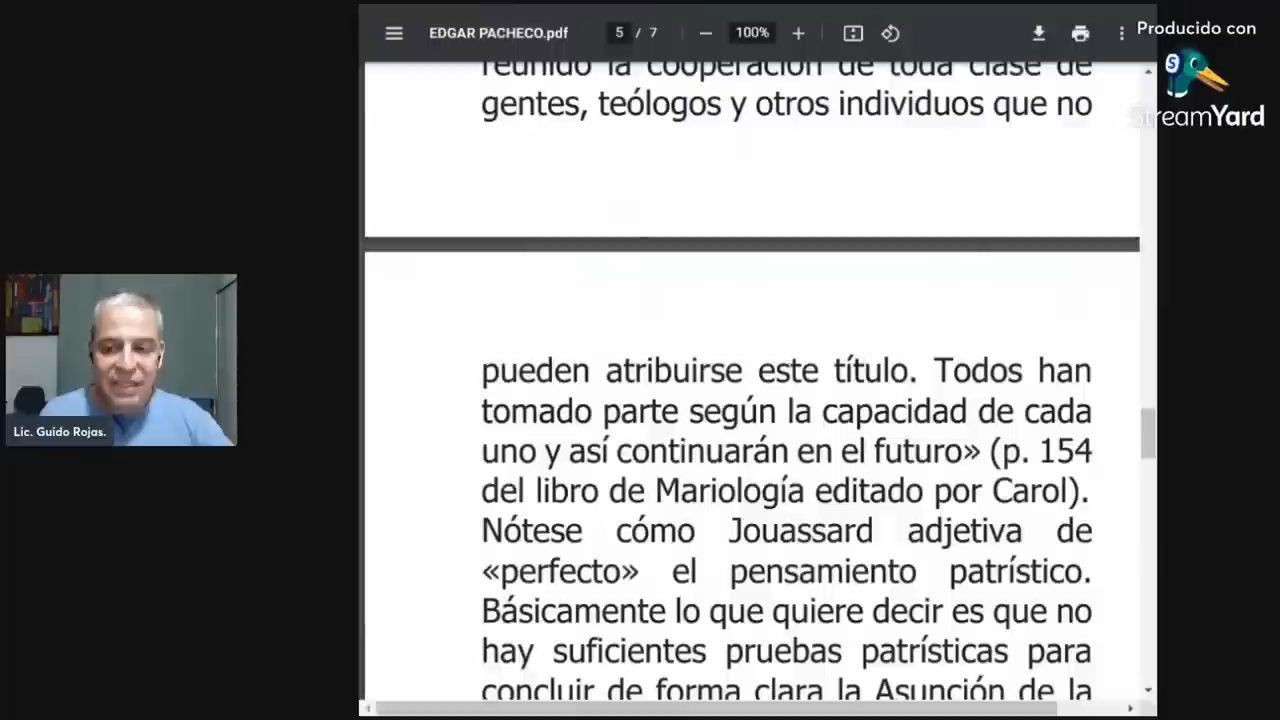 EDGAR PACHECO.pdf
5 / 7
100%
Producido con
StreamYard
reunido la cooperación de toda clase de
gentes, teólogos y otros individuos que no
pueden atribuirse este título. Todos han
tomado parte según la capacidad de cada
uno y así continuarán en el futuro» (p. 154
del libro de Mariología editado por Carol).
Nótese cómo Jouassard adjetiva de
«perfecto» el pensamiento patrístico.
Básicamente lo que quiere decir es que no
hay suficientes pruebas patrísticas para
concluir de forma clara la Asunción de la
Lic. Guido Rojas.